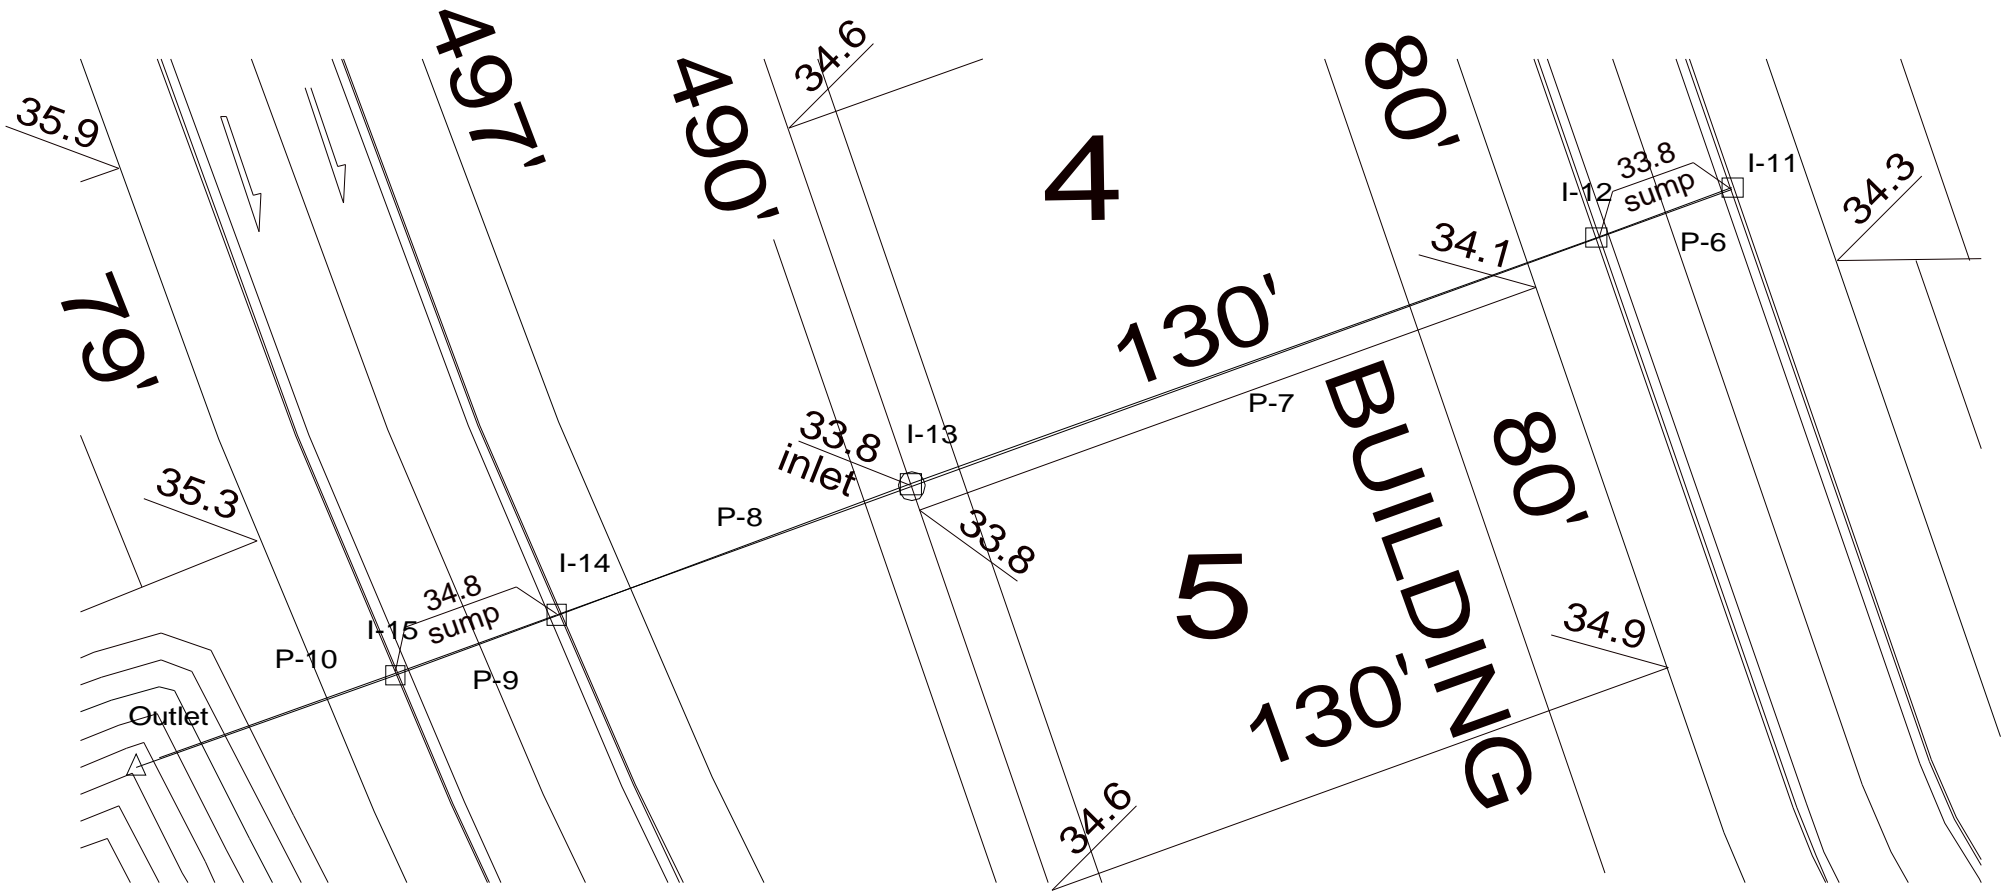 497'
34.6
490'
80'
35.9
4
33.8
sump
I-11
I-12
34.3
P-6
34.1
79'
130'
BUILDING
P-7
80'
33.8
inlet
I-13
35.3
P-8
33.8
5
I-14
34.8
sump
I-15
P-10
P-9
34.9
130'
Outlet
34.6